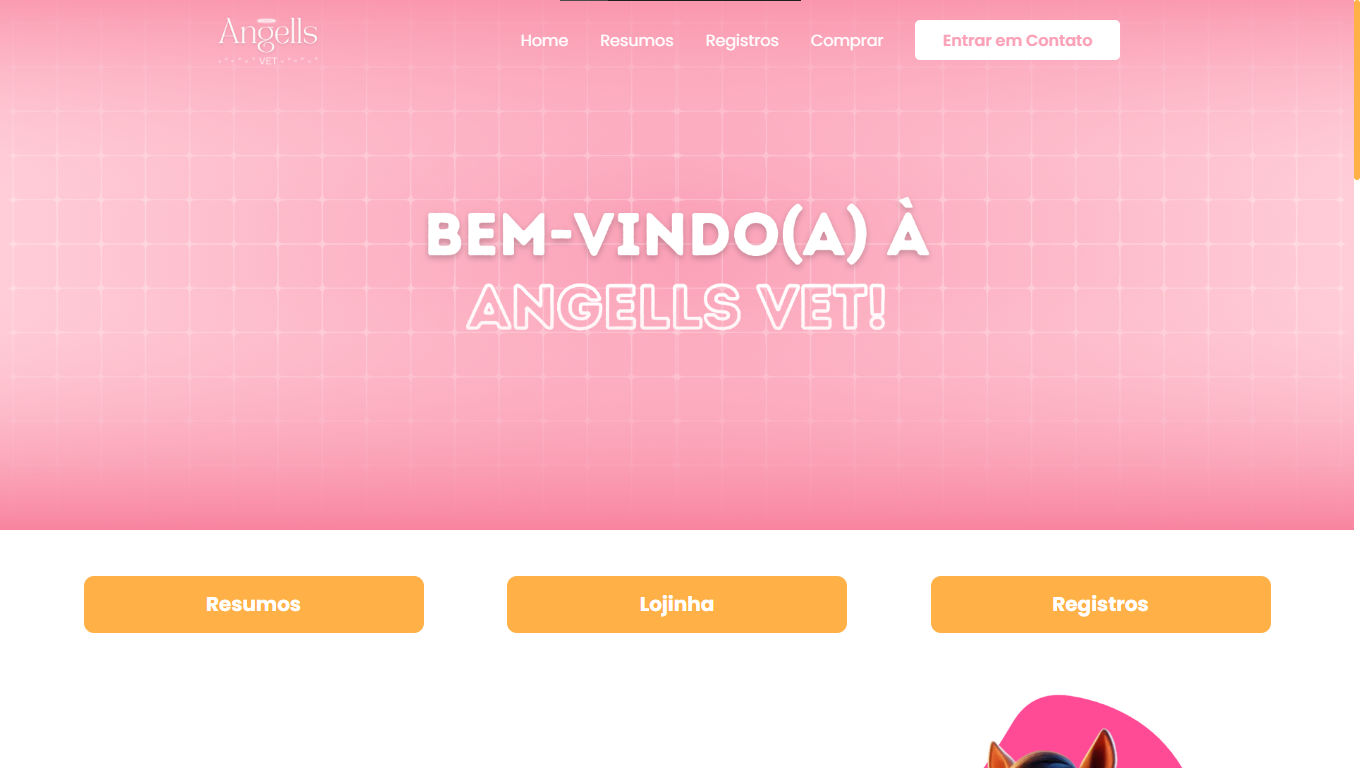 Angells
VET
Home
Resumos
Registros
Comprar
Entrar em Contato
BEM-VINDO(A) À
ANGELLS VET!
Resumos
Lojinha
Registros